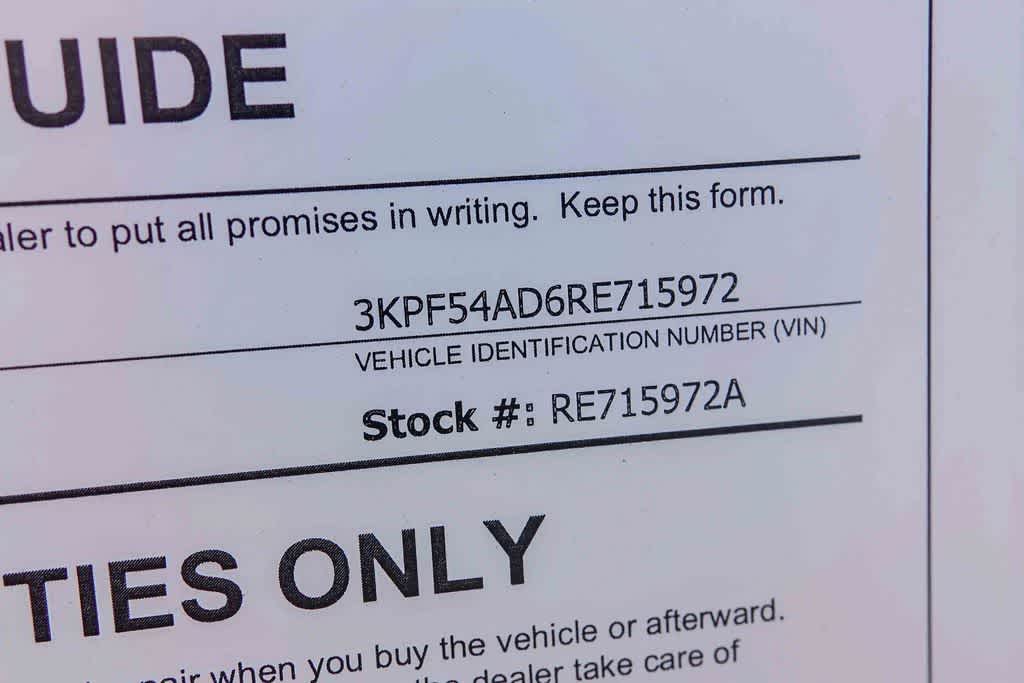 UIDE
aler to put all promises in writing. Keep this form.
3KPF54AD6RE715972
VEHICLE IDENTIFICATION NUMBER (VIN)
Stock #: RE715972A
TIES ONLY
when you buy the vehicle or afterward.
dealer take care of